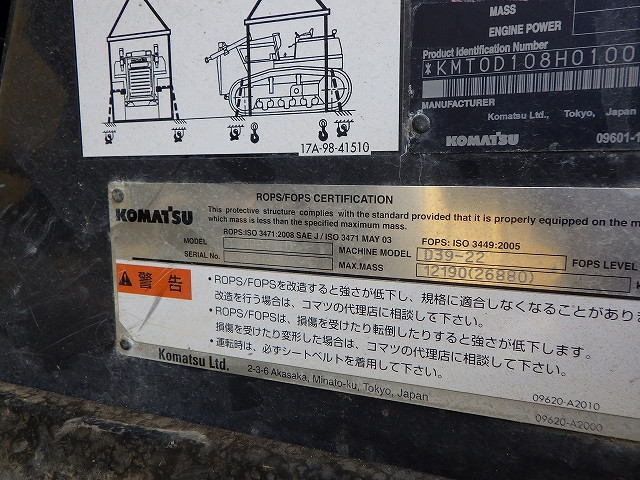 17A-98-41510
MASS
ENGINE POWER
Product Identification Number
*KMT0D108H0100
MANUFACTURER
Komatsu Ltd., Tokyo, Japan
KOMATSU
09601-1
ROPS/FOPS CERTIFICATION
KOMATSU
This protective structure complies with the standard provided that it is properly equipped on the m
which mass is less than the specified maximum mass.
ROPS:ISO 3471:2008 SAE J / ISO 3471 MAY 03
FOPS: ISO 3449:2005
MODEL
MACHINE MODEL
D39-22
FOPS LEVEL
SERIAL No.
MAX.MASS
12190(26880)
警告
・ROPS/FOPSを改造すると強さが低下し、規格に適合しなくなることがありま
改造を行う場合は、コマツの代理店に相談して下さい。
・ROPS/FOPSは、損傷を受けたり転倒したりすると強さが低下します。
損傷を受けたり変形した場合は、コマツの代理店に相談して下さい。
・運転時は、必ずシートベルトを着用して下さい。
Komatsu Ltd.
2-3-6 Akasaka, Minato-ku, Tokyo, Japan
09620-A2010
09620-A2000